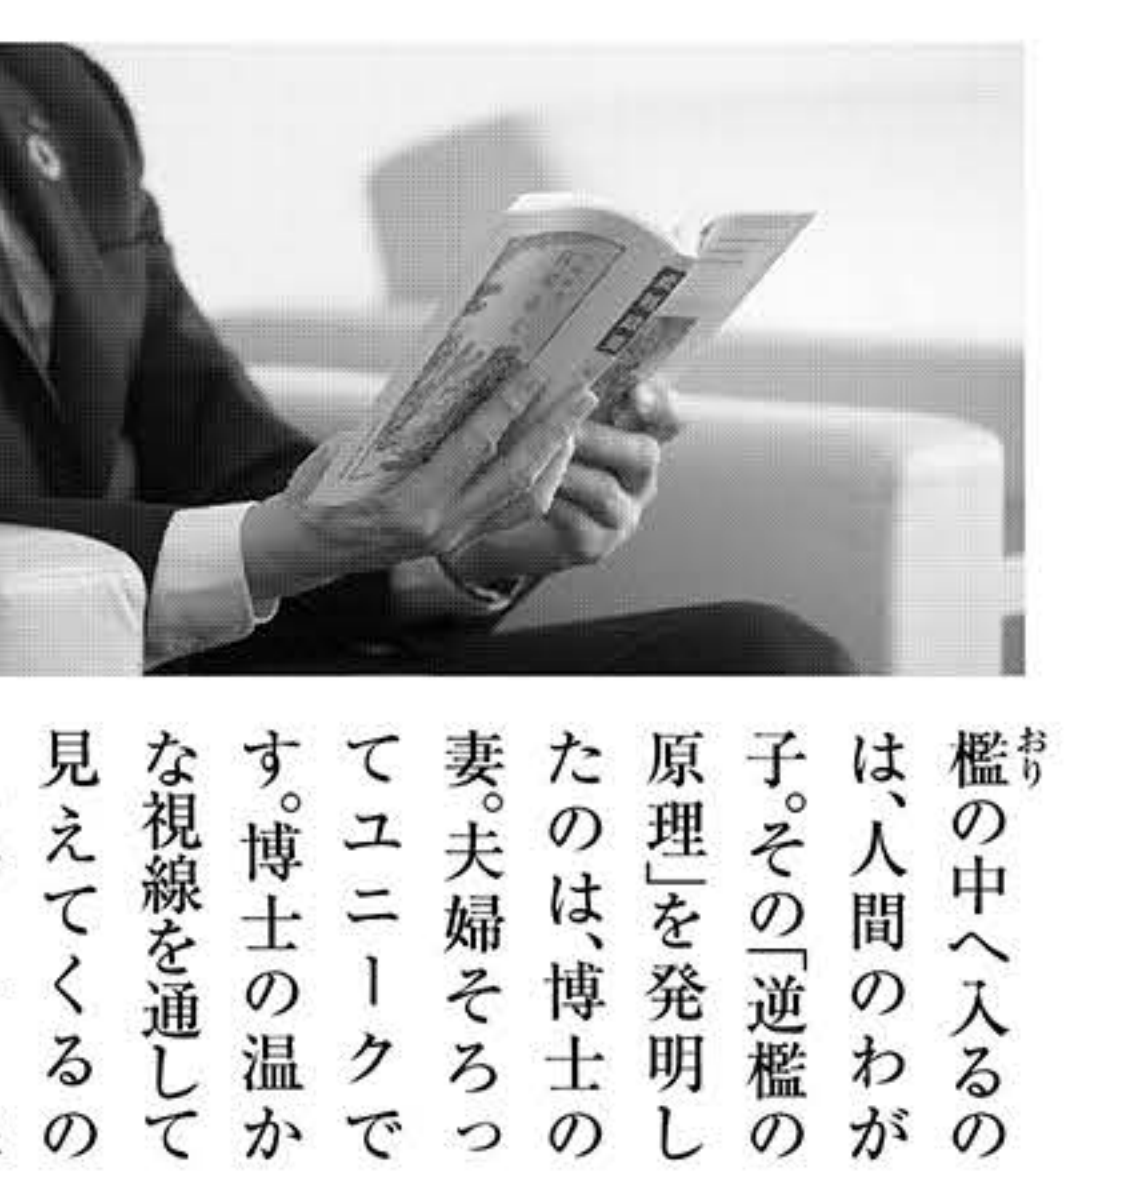 檻の中へ入るの
おり
は、人間のわが
子。その「逆檻の
原理」を発明し
たのは、博士の
妻。夫婦そろっ
てユニークで
す。博士の温か
な視線を通して
見えてくるの